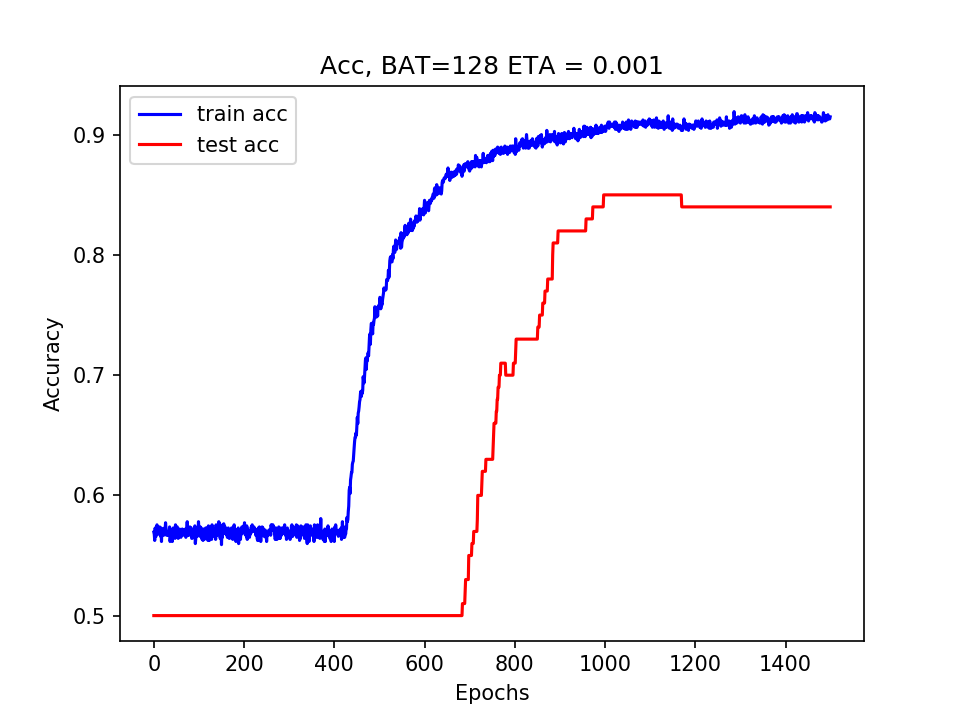 Acc, BAT=128 ETA = 0.001
train acc
test acc
0.9
0.8
0.7
0.6
0.5
Accuracy
0 200 400 600 800 1000 1200 1400
Epochs